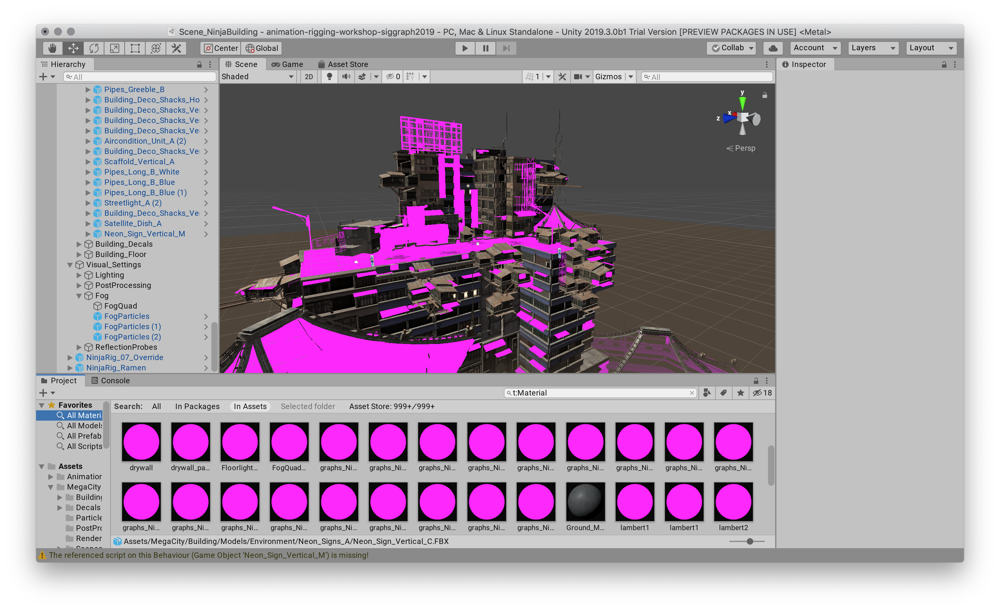 Scene_NinjaBuilding - animation-rigging-workshop-siggraph2019 - PC, Mac & Linux Standalone - Unity 2019.3.0b1 Trial Version [PREVIEW PACKAGES IN USE] <Metal>
Center Global Collab Account Layers Layout
Hierarchy
All
Pipes_Greeble_B
Building_Deco_Shacks_Ho
Building_Deco_Shacks_Ve
Building_Deco_Shacks_Ve
Building_Deco_Shacks_Ve
Aircondition_Unit_A (2)
Building_Deco_Shacks_Ve
Scaffold_Vertical_A
Pipes_Long_B_White
Pipes_Long_B_Blue
Pipes_Long_B_Blue (1)
Streetlight_A (2)
Building_Deco_Shacks_Ve
Satellite_Dish_A
Neon_Sign_Vertical_M
Building_Decals
Building_Floor
Visual_Settings
Lighting
PostProcessing
Fog
FogQuad
FogParticles
FogParticles (1)
FogParticles (2)
ReflectionProbes
NinjaRig_07_Override
NinjaRig_Ramen
Scene Game Asset Store
Shaded 2D 0 1 Gizmos All
y
x
z
Persp
Inspector
Project Console
t:Material 18
Favorites
All Materi
All Models
All Prefab
All Scripts
Assets
Animation
MegaCity
Building
Decals
Particle
PostPro
Render
Search: All In Packages In Assets Selected folder Asset Store: 999+/999+
drywall drywall_pa... Floorlight... FogQuad... graphs_Ni... graphs_Ni... graphs_Ni... graphs_Ni... graphs_Ni... graphs_Ni... graphs_Ni... graphs_Ni... graphs_Ni...
graphs_Ni... graphs_Ni... graphs_Ni... graphs_Ni... graphs_Ni... graphs_Ni... graphs_Ni... graphs_Ni... graphs_Ni... Ground_M... lambert1 lambert1 lambert2
Assets/MegaCity/Building/Models/Environment/Neon_Signs_A/Neon_Sign_Vertical_C.FBX
The referenced script on this Behaviour (Game Object 'Neon_Sign_Vertical_M') is missing!